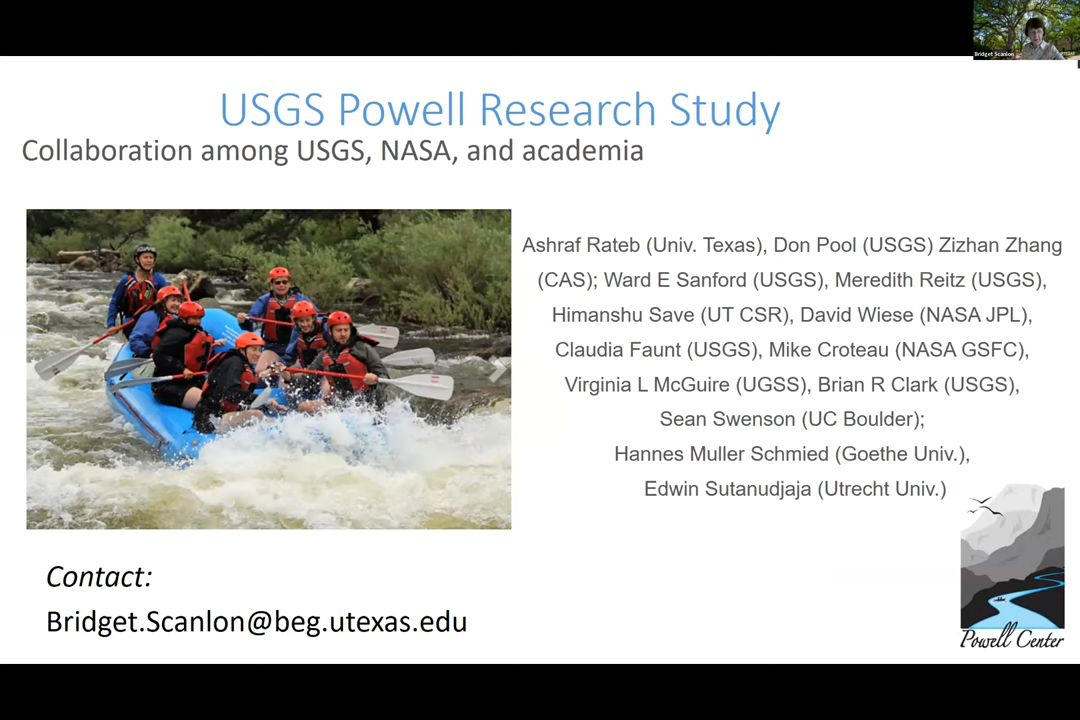 Bridget Scanlon
USGS Powell Research Study
Collaboration among USGS, NASA, and academia
Ashraf Rateb (Univ. Texas), Don Pool (USGS) Zizhan Zhang
(CAS); Ward E Sanford (USGS), Meredith Reitz (USGS),
Himanshu Save (UT CSR), David Wiese (NASA JPL),
Claudia Faunt (USGS), Mike Croteau (NASA GSFC),
Virginia L McGuire (UGSS), Brian R Clark (USGS),
Sean Swenson (UC Boulder);
Hannes Muller Schmied (Goethe Univ.),
Edwin Sutanudjaja (Utrecht Univ.)
Contact:
Bridget.Scanlon@beg.utexas.edu
Powell Center